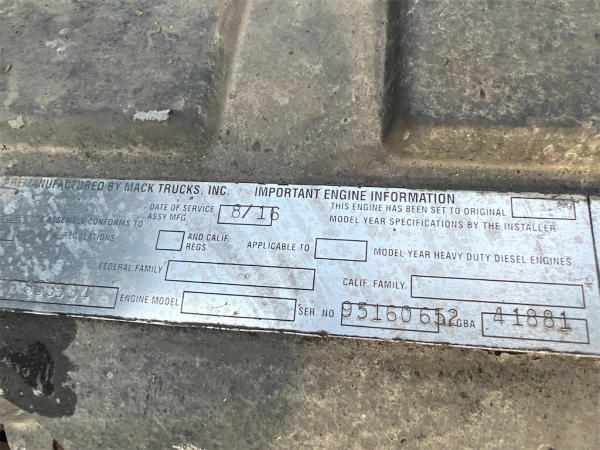 REMANUFACTURED BY MACK TRUCKS, INC. IMPORTANT ENGINE INFORMATION
DATE OF SERVICE ASSY MFG. 8/16 THIS ENGINE HAS BEEN SET TO ORIGINAL
MODEL YEAR SPECIFICATIONS BY THE INSTALLER
ASSEMBLY CONFORMS TO
REGULATIONS AND CALIF. REGS. APPLICABLE TO MODEL YEAR HEAVY DUTY DIESEL ENGINES
FEDERAL FAMILY CALIF. FAMILY
ENGINE MODEL SER NO 95160652 GBA 41881